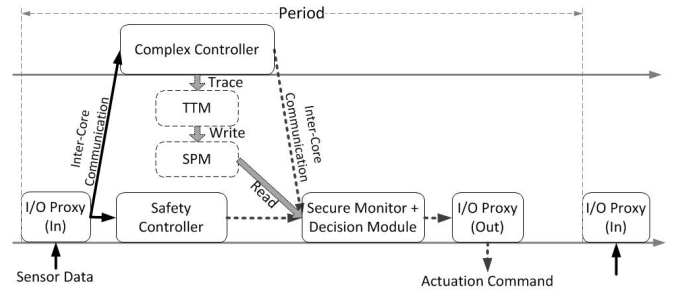 Period
Complex Controller
Trace
TTM
Write
SPM
Inter-Core
Communication
Inter-Core
Communication
Read
I/O Proxy
(In)
Safety
Controller
Secure Monitor +
Decision Module
I/O Proxy
(Out)
I/O Proxy
(In)
Sensor Data
Actuation Command